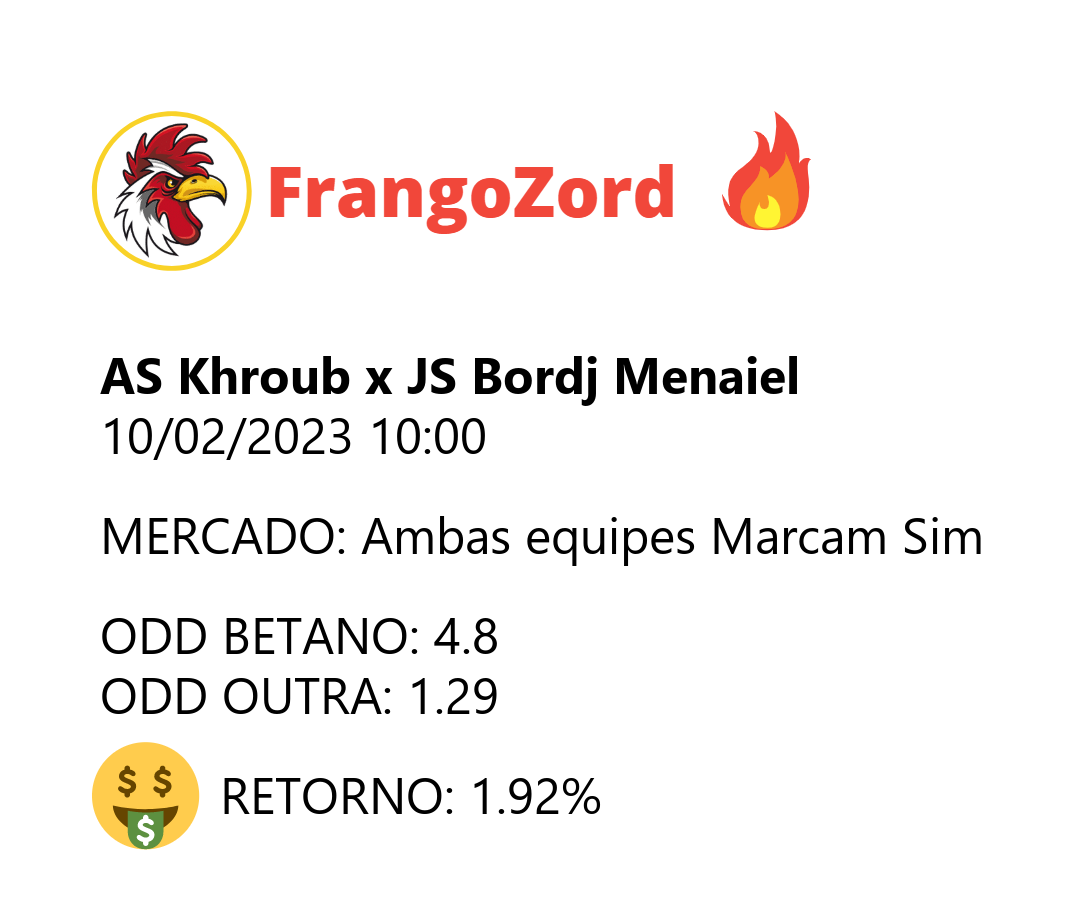 FrangoZord
AS Khroub x JS Bordj Menaiel
10/02/2023 10:00
MERCADO: Ambas equipes Marcam Sim
ODD BETANO: 4.8
ODD OUTRA: 1.29
RETORNO: 1.92%